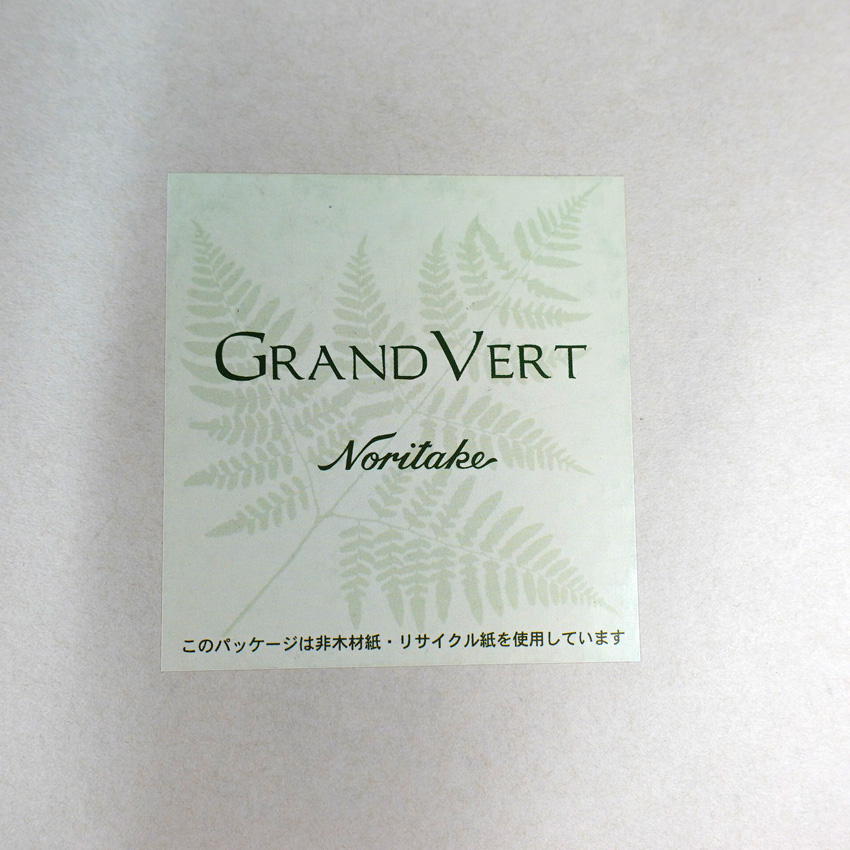 GRAND VERT
Noritake
このパッケージは非木材紙・リサイクル紙を使用しています